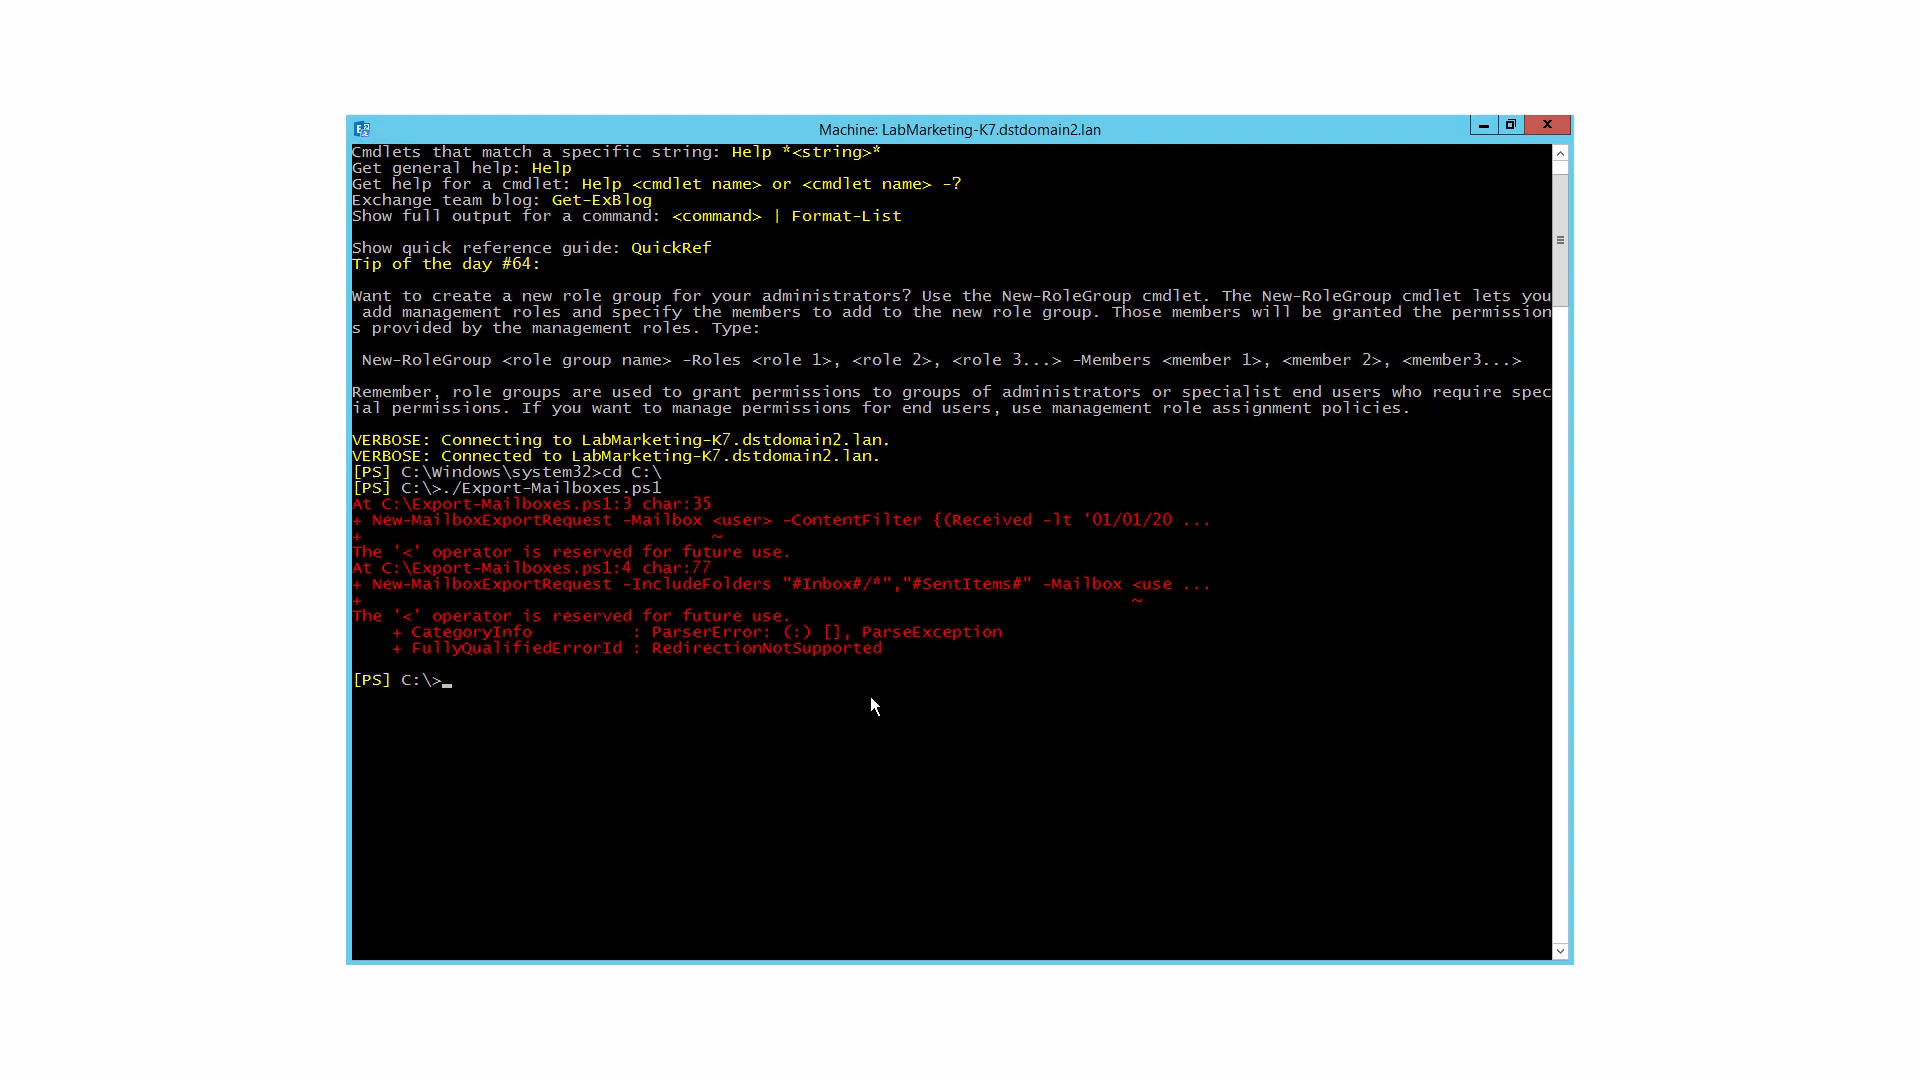 Machine: LabMarketing-K7.dstdomain2.lan
Cmdlets that match a specific string: Help *<string>*
Get general help: Help
Get help for a cmdlet: Help <cmdlet name> or <cmdlet name> -?
Exchange team blog: Get-ExBlog
Show full output for a command: <command> | Format-List
Show quick reference guide: QuickRef
Tip of the day #64:
Want to create a new role group for your administrators? Use the New-RoleGroup cmdlet. The New-RoleGroup cmdlet lets you
 add management roles and specify the members to add to the new role group. Those members will be granted the permission
s provided by the management roles. Type:
 New-RoleGroup <role group name> -Roles <role 1>, <role 2>, <role 3...> -Members <member 1>, <member 2>, <member3...>
Remember, role groups are used to grant permissions to groups of administrators or specialist end users who require spec
ial permissions. If you want to manage permissions for end users, use management role assignment policies.
VERBOSE: Connecting to LabMarketing-K7.dstdomain2.lan.
VERBOSE: Connected to LabMarketing-K7.dstdomain2.lan.
[PS] C:\Windows\system32>cd C:\
[PS] C:\>./Export-Mailboxes.ps1
At C:\Export-Mailboxes.ps1:3 char:35
+ New-MailboxExportRequest -Mailbox <user> -ContentFilter {(Received -lt '01/01/20 ...
+                                   ~
The '<' operator is reserved for future use.
At C:\Export-Mailboxes.ps1:4 char:77
+ New-MailboxExportRequest -IncludeFolders "#Inbox#/*","#SentItems#" -Mailbox <use ...
+                                                                             ~
The '<' operator is reserved for future use.
    + CategoryInfo          : ParserError: (:) [], ParseException
    + FullyQualifiedErrorId : RedirectionNotSupported
[PS] C:\>_